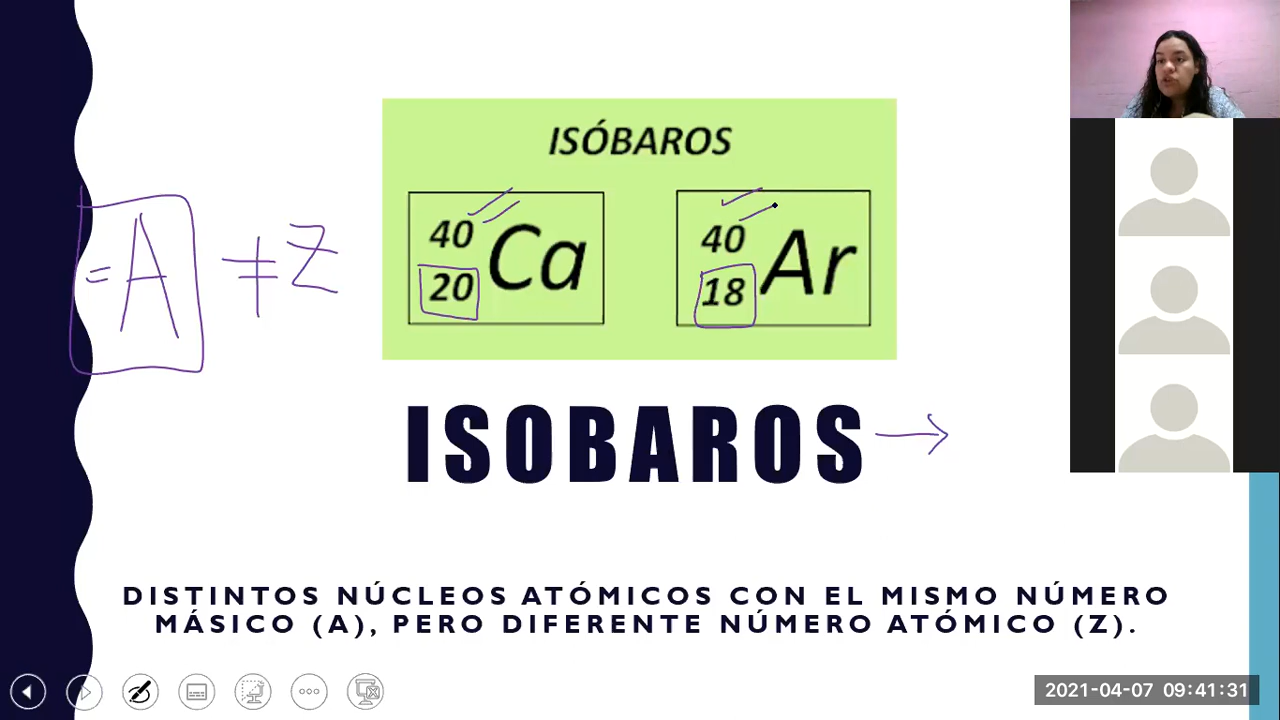 ISÓBAROS
= A ≠ Z
40
20 Ca
40
18 Ar
ISOBAROS →
DISTINTOS NÚCLEOS ATÓMICOS CON EL MISMO NÚMERO
MÁSICO (A), PERO DIFERENTE NÚMERO ATÓMICO (Z).
2021-04-07 09:41:31